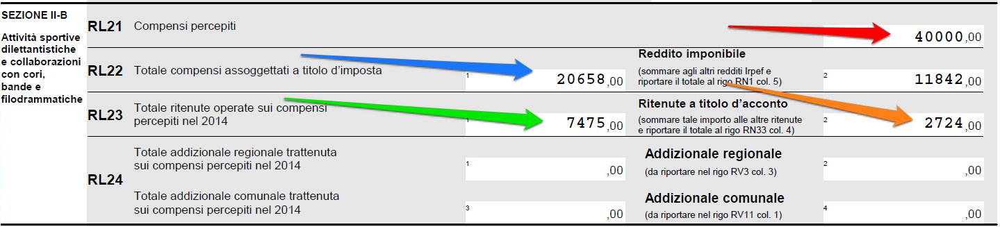 SEZIONE II-B
Attività sportive
dilettantistiche
e collaborazioni
con cori,
bande e
filodrammatiche
RL21 Compensi percepiti 40000,00
RL22 Totale compensi assoggettati a titolo d'imposta 1 20658,00
Reddito imponibile
(sommare agli altri redditi Irpef e
riportare il totale al rigo RN1 col. 5) 2 11842,00
RL23 Totale ritenute operate sui compensi
percepiti nel 2014 1 7475,00
Ritenute a titolo d'acconto
(sommare tale importo alle altre ritenute
e riportare il totale al rigo RN33 col. 4) 2 2724,00
RL24
Totale addizionale regionale trattenuta
sui compensi percepiti nel 2014 1 ,00
Addizionale regionale
(da riportare nel rigo RV3 col. 3) 2 ,00
Totale addizionale comunale trattenuta
sui compensi percepiti nel 2014 3 ,00
Addizionale comunale
(da riportare nel rigo RV11 col. 1) 4 ,00